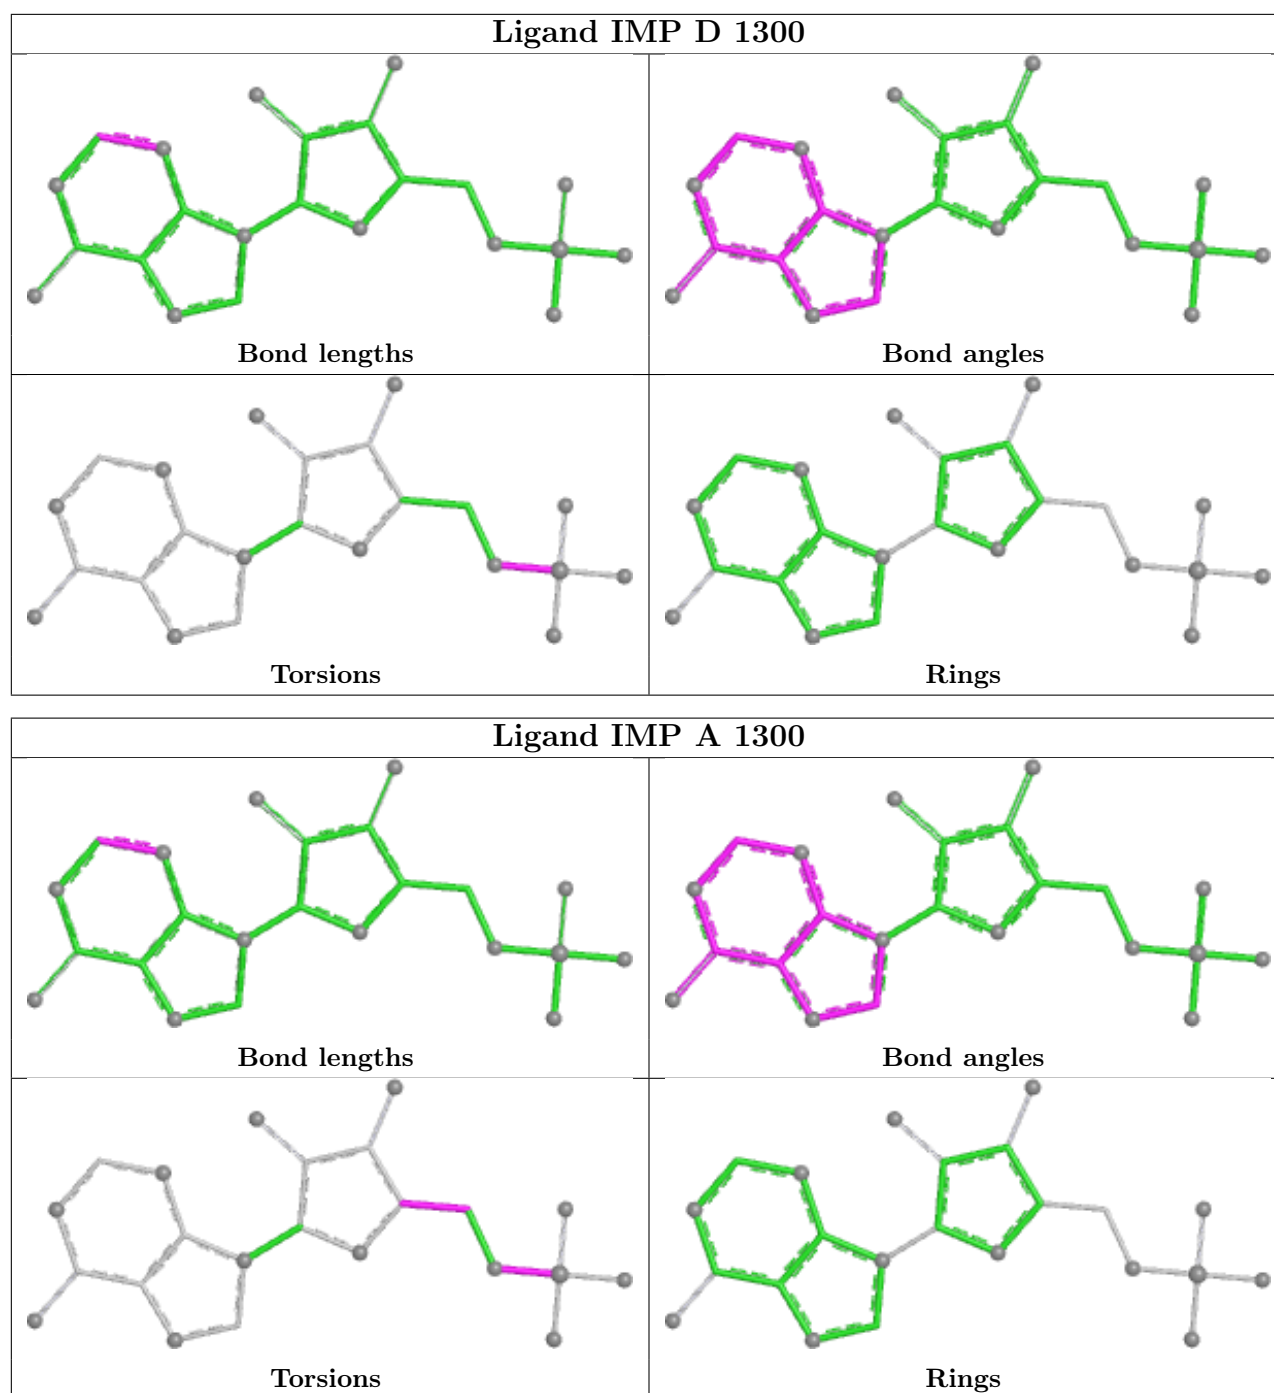 Ligand IMP D 1300
Bond lengths
Bond angles
Torsions
Rings
Ligand IMP A 1300
Bond lengths
Bond angles
Torsions
Rings